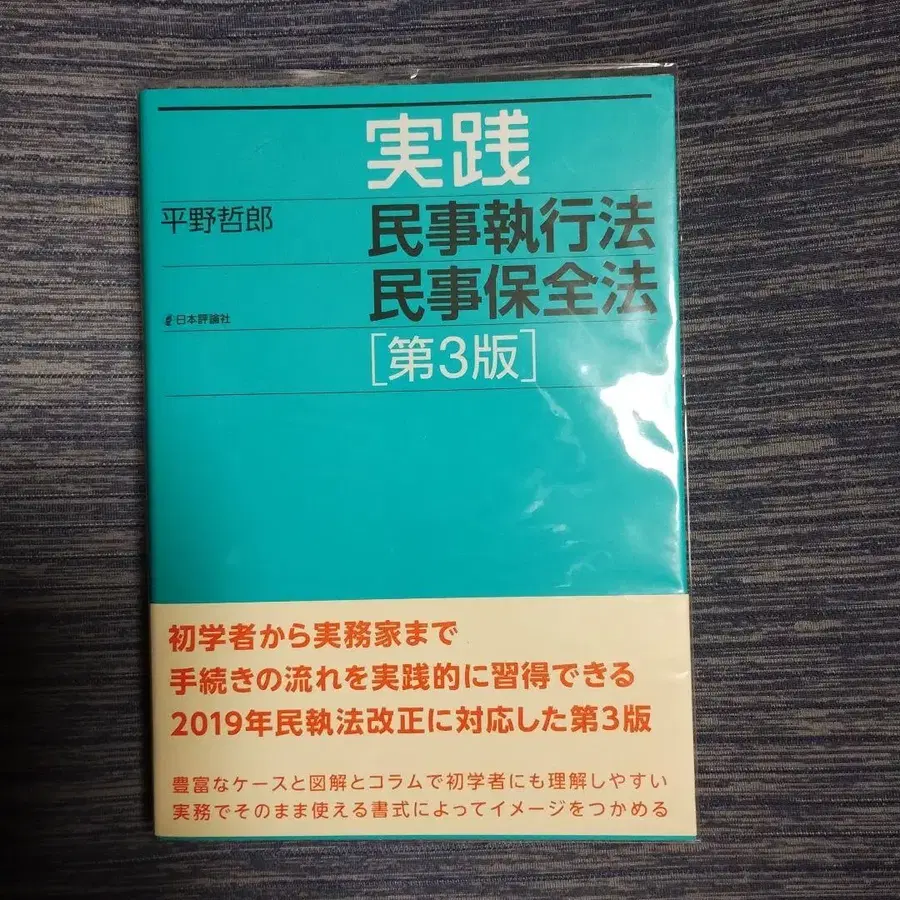 実践
平野哲郎
民事執行法
民事保全法
日本評論社
[第3版]
初学者から実務家まで
手続きの流れを実践的に習得できる
2019年民執法改正に対応した第3版
豊富なケースと図解とコラムで初学者にも理解しやすい
実務でそのまま使える書式によってイメージをつかめる